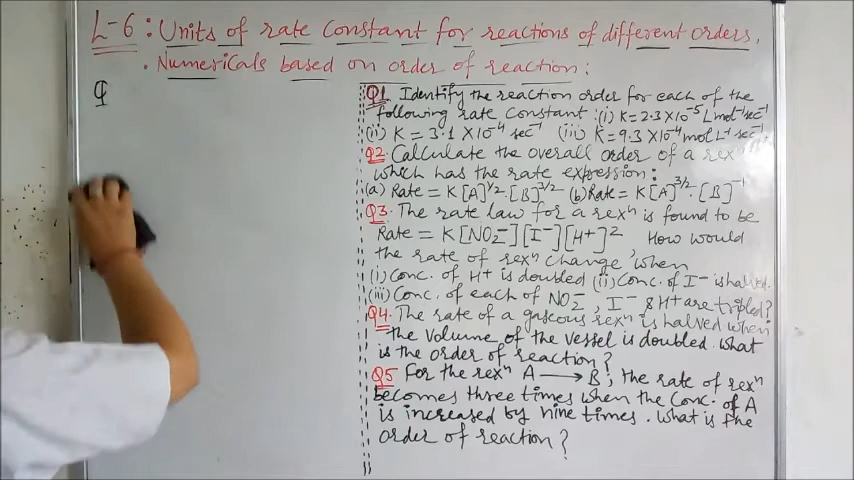 L-6 : Units of rate Constant for reactions of different orders,
. Numericals based on order of reaction :
Q1 Identify the reaction order for each of the
following rate Constant : (i) K = 2.3 × 10⁻⁵ L mol⁻¹ sec⁻¹
(ii) K = 3.1 × 10⁻⁴ sec⁻¹ (iii) K = 9.3 × 10⁻⁴ mol L⁻¹ sec⁻¹.
Q2. Calculate the overall order of a rexⁿ
which has the rate expression :
(a) Rate = K[A]^1/2 . [B]^3/2 (b) Rate = K[A]^3/2 . [B]⁻¹
Q3. The rate law for a rexⁿ is found to be
Rate = K[NO₂⁻][I⁻][H⁺]² How would
the rate of rexⁿ change, when
(i) Conc. of H⁺ is doubled (ii) Conc. of I⁻ is halved.
(iii) Conc. of each of NO₂⁻, I⁻ & H⁺ are tripled?
Q4. The rate of a gaseous rexⁿ is halved when
the volume of the vessel is doubled. What
is the order of reaction?
Q5 For the rexⁿ A → B; the rate of rexⁿ
becomes three times when the Conc. of A
is increased by nine times. What is the
order of reaction?